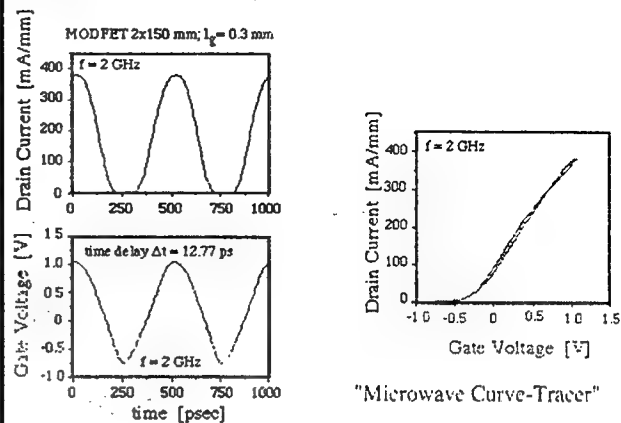 MODFET 2x150 mm; lg= 0.3 mm
f = 2 GHz
Drain Current [mA/mm]
400
300
200
100
0
0 250 500 750 1000
time delay Δt = 12.77 ps
f = 2 GHz
Gate Voltage [V]
1 5
1.0
0 5
0
-0 5
-1 0
0 250 500 750 1000
time [psec]
f = 2 GHz
Drain Current [mA/mm]
400
300
200
100
0
-1 0 -0.5 0 0.5 1.0 1.5
Gate Voltage [V]
"Microwave Curve-Tracer"